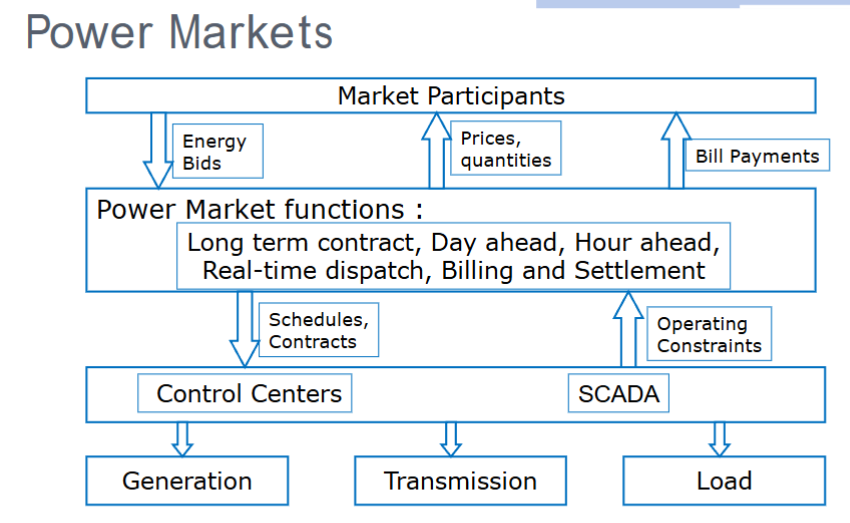 Power Markets
Market Participants
Energy
Bids
Prices,
quantities
Bill Payments
Power Market functions :
Long term contract, Day ahead, Hour ahead,
Real-time dispatch, Billing and Settlement
Schedules,
Contracts
Operating
Constraints
Control Centers
SCADA
Generation
Transmission
Load